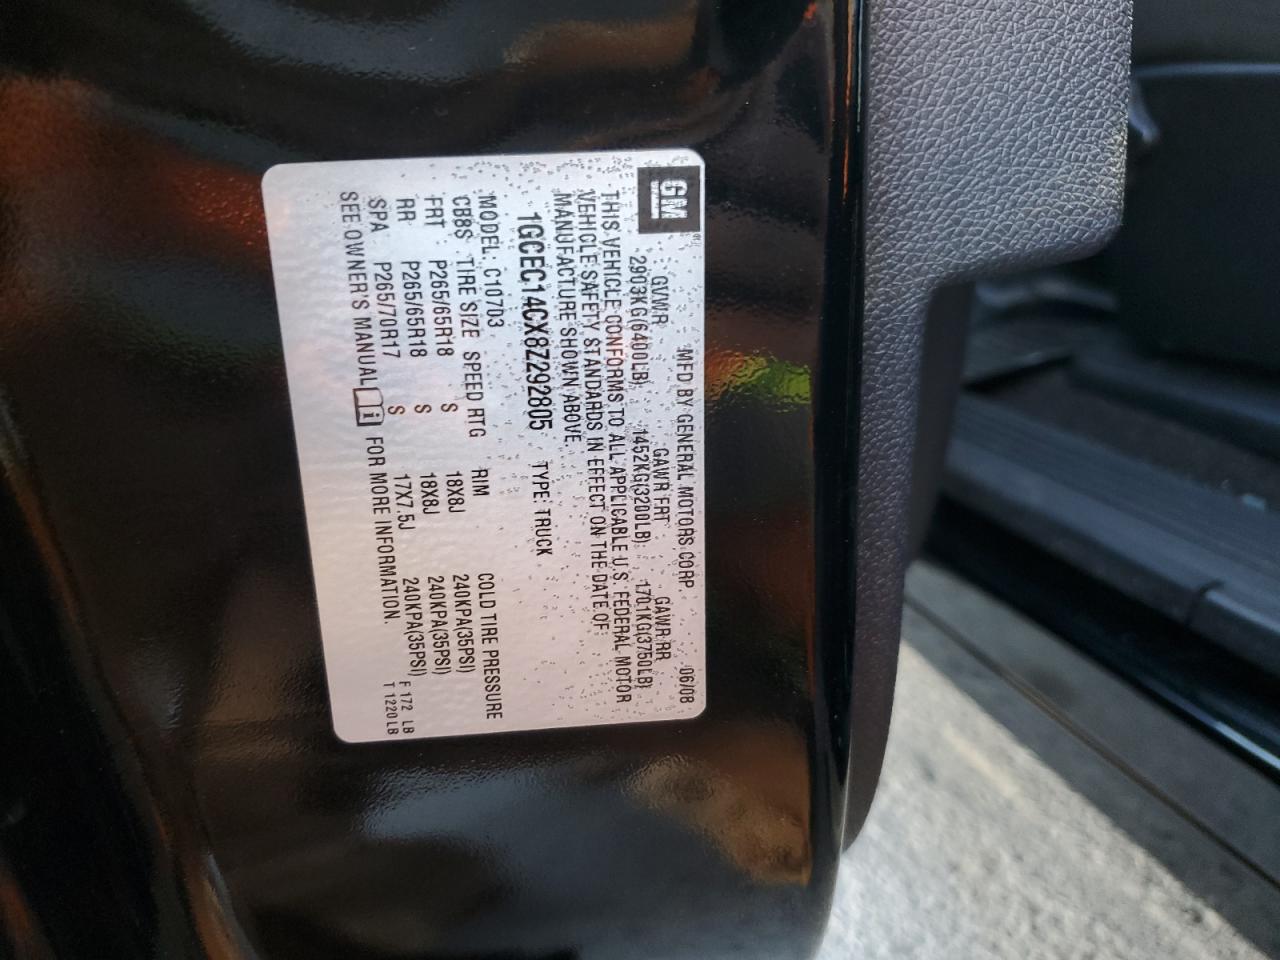 GM
MFD BY GENERAL MOTORS CORP. 06/08
GVWR GAWR FRT GAWR RR
2903KG(6400LB) 1452KG(3200LB) 1701KG(3750LB)
THIS VEHICLE CONFORMS TO ALL APPLICABLE U.S. FEDERAL MOTOR
VEHICLE SAFETY STANDARDS IN EFFECT ON THE DATE OF
MANUFACTURE SHOWN ABOVE.
1GCEC14CX8Z292805 TYPE: TRUCK
MODEL: C10703
CB8S TIRE SIZE SPEED RTG RIM COLD TIRE PRESSURE
FRT P265/65R18 S 18X8J 240KPA(35PSI)
RR P265/65R18 S 18X8J 240KPA(35PSI)
SPA P265/70R17 S 17X7.5J 240KPA(35PSI) F 172 LB
SEE OWNER'S MANUAL i FOR MORE INFORMATION. T 1220 LB